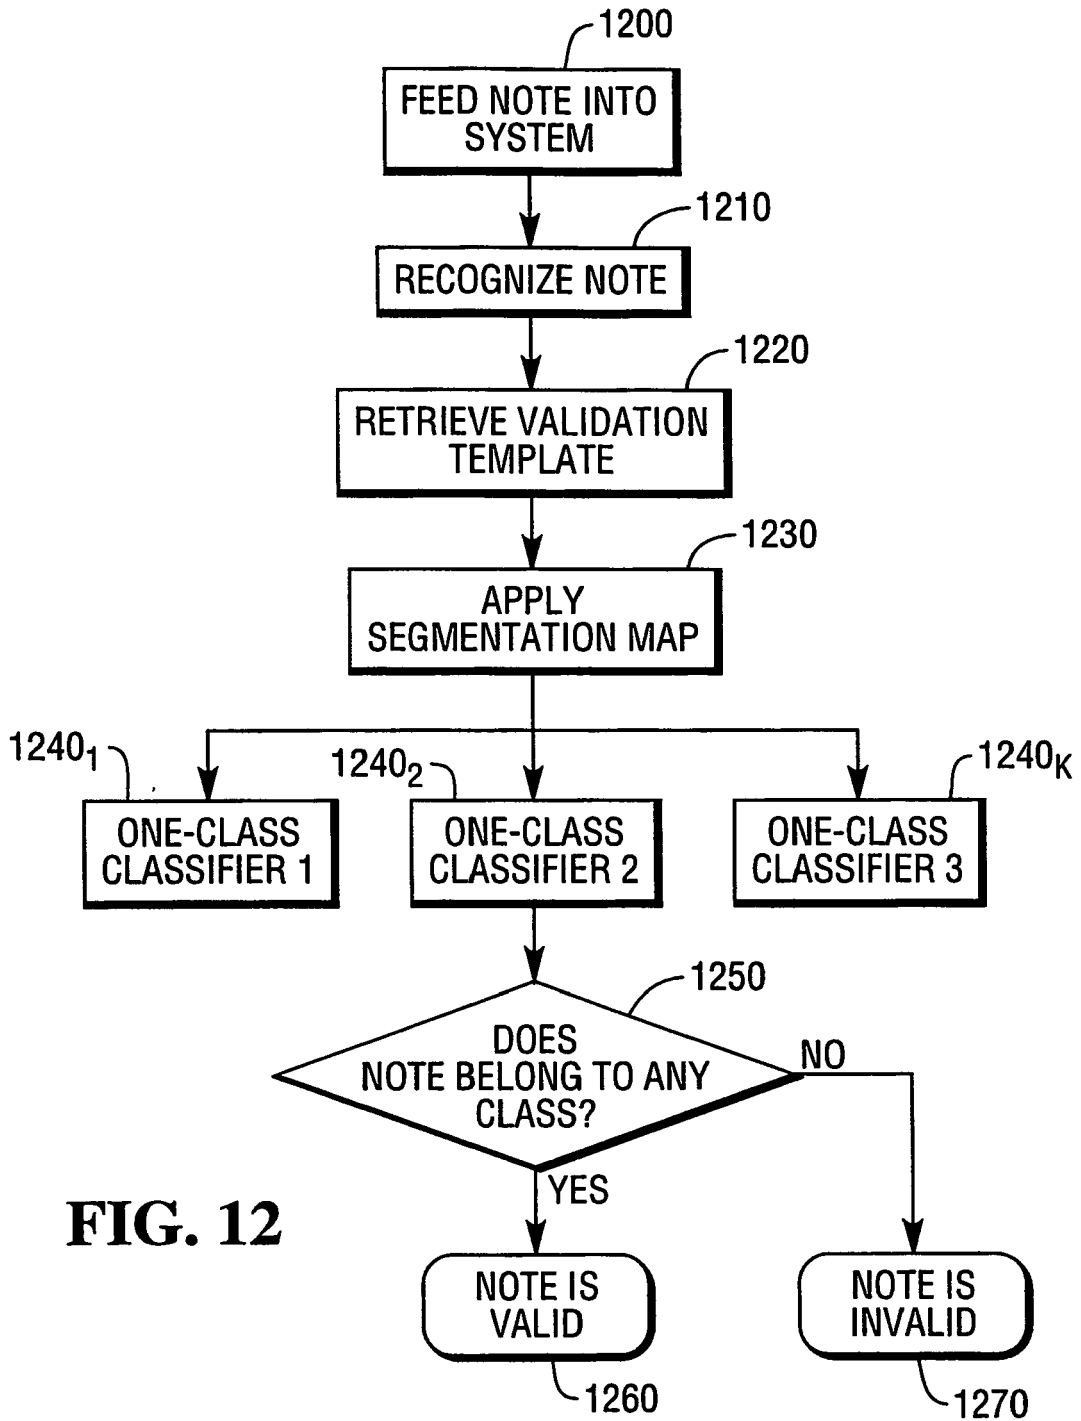 1200
FEED NOTE INTO
SYSTEM
1210
RECOGNIZE NOTE
1220
RETRIEVE VALIDATION
TEMPLATE
1230
APPLY
SEGMENTATION MAP
1240₁
1240₂
1240K
ONE-CLASS
CLASSIFIER 1
ONE-CLASS
CLASSIFIER 2
ONE-CLASS
CLASSIFIER 3
1250
DOES
NOTE BELONG TO ANY
CLASS?
NO
YES
FIG. 12
NOTE IS
VALID
NOTE IS
INVALID
1260
1270